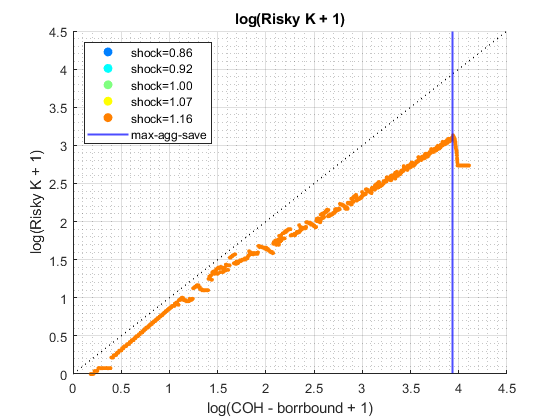 log(Risky K + 1)
4.5
4
3.5
3
2.5
2
1.5
1
0.5
0
log(Risky K + 1)
shock=0.86
shock=0.92
shock=1.00
shock=1.07
shock=1.16
max-agg-save
0 0.5 1 1.5 2 2.5 3 3.5 4 4.5
log(COH - borrbound + 1)